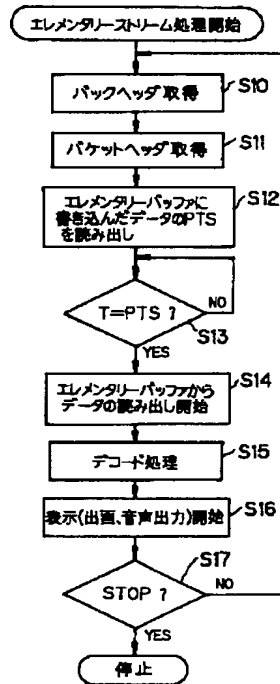 エレメンタリーストリーム処理開始
パックヘッダ取得
S10
パケットヘッダ取得
S11
エレメンタリーバッファに
書き込んだデータのPTS
を読み出し
S12
T=PTS ?
NO
S13
YES
エレメンタリーバッファから
データの読み出し開始
S14
デコード処理
S15
表示(出画、音声出力)開始
S16
STOP ?
S17
NO
YES
停止